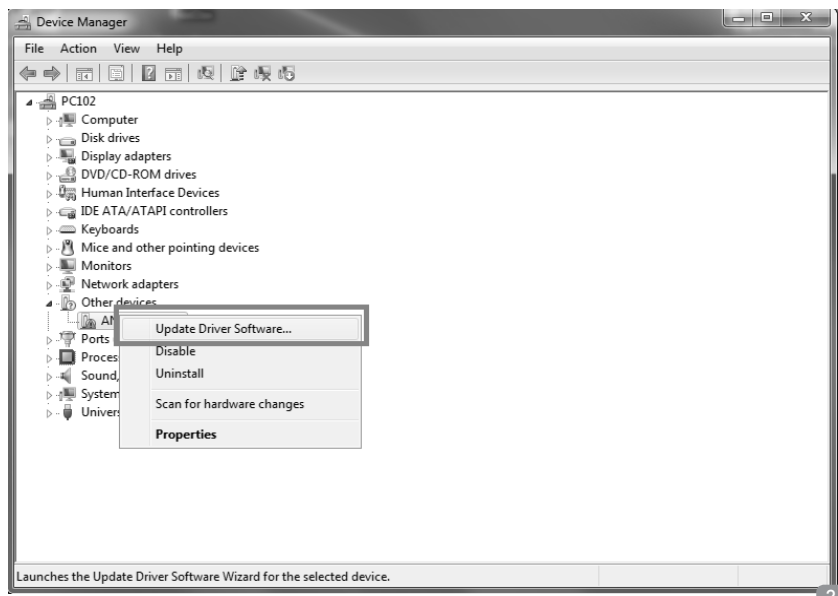 Device Manager
File Action View Help
PC102
Computer
Disk drives
Display adapters
DVD/CD-ROM drives
Human Interface Devices
IDE ATA/ATAPI controllers
Keyboards
Mice and other pointing devices
Monitors
Network adapters
Other devices
Update Driver Software...
Ports
Disable
Uninstall
Sound,
System
Scan for hardware changes
Properties
Launches the Update Driver Software Wizard for the selected device.